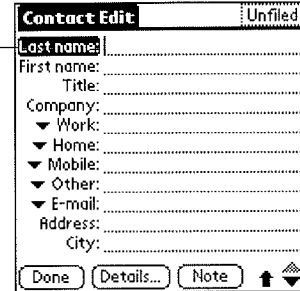 Contact Edit Unfiled
Last name:
First name:
Title:
Company:
Work:
Home:
Mobile:
Other:
E-mail:
Address:
City:
Done Details... Note